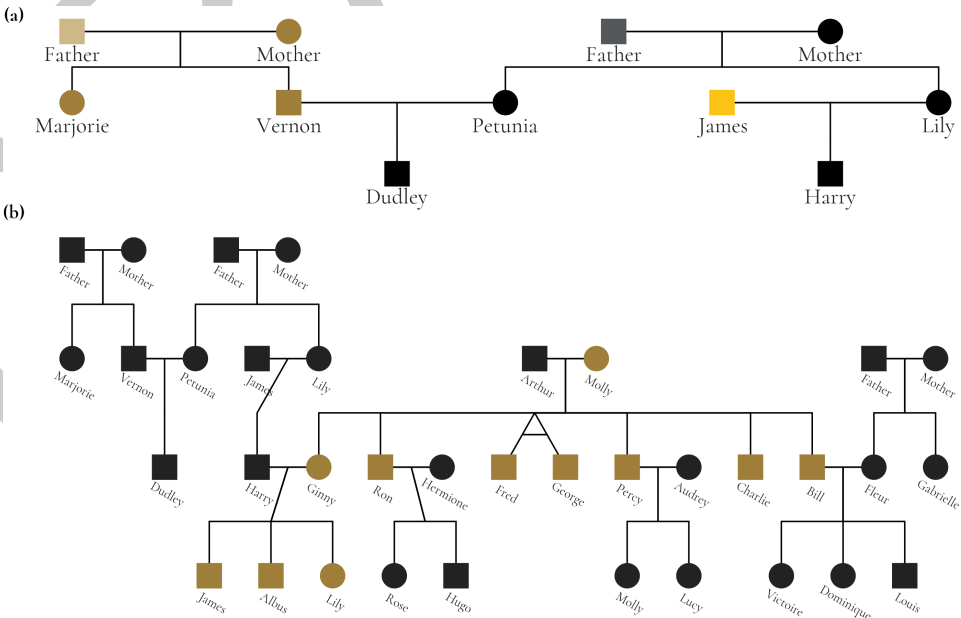 (a)
Father Mother Father Mother
Marjorie Vernon Petunia James Lily
Dudley Harry
(b)
Father Mother Father Mother
Marjorie Vernon Petunia James Lily Arthur Molly Father Mother
Dudley Harry Ginny Ron Hermione Fred George Percy Audrey Charlie Bill Fleur Gabrielle
James Albus Lily Rose Hugo Molly Lucy Victoire Dominique Louis